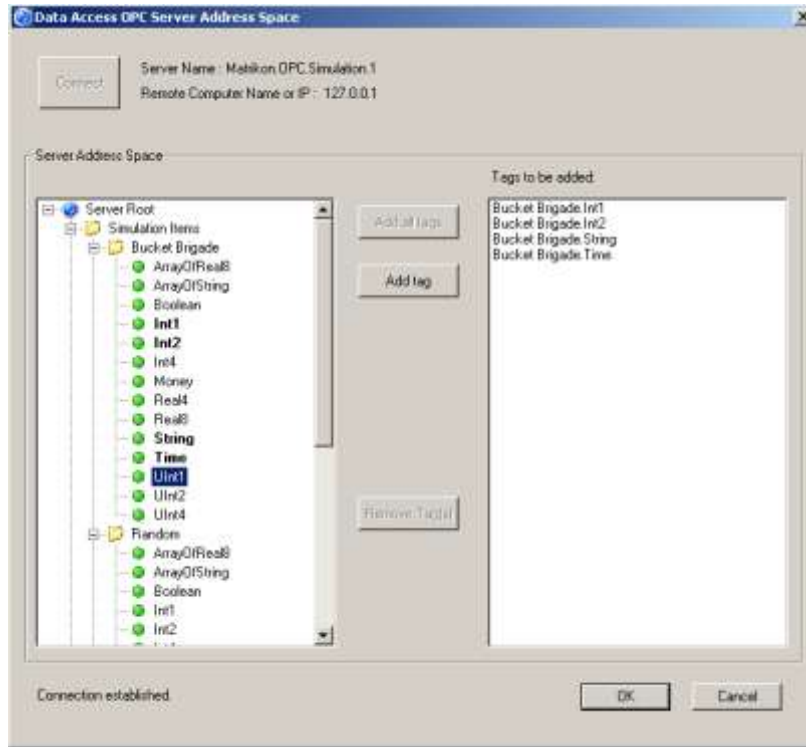 Data Access OPC Server Address Space
Connect
Server Name : Matrikon.OPC.Simulation.1
Remote Computer Name or IP : 127.0.0.1
Server Address Space
Tags to be added:
Server Root
Simulation Items
Bucket Brigade
ArrayOfReal8
ArrayOfString
Boolean
Int1
Int2
Int4
Money
Real4
Real8
String
Time
UInt1
UInt2
UInt4
Random
ArrayOfReal8
ArrayOfString
Boolean
Int1
Int2
Add all tags
Add tag
Remove Tag(s)
Bucket Brigade.Int1
Bucket Brigade.Int2
Bucket Brigade.String
Bucket Brigade.Time
Connection established.
OK
Cancel